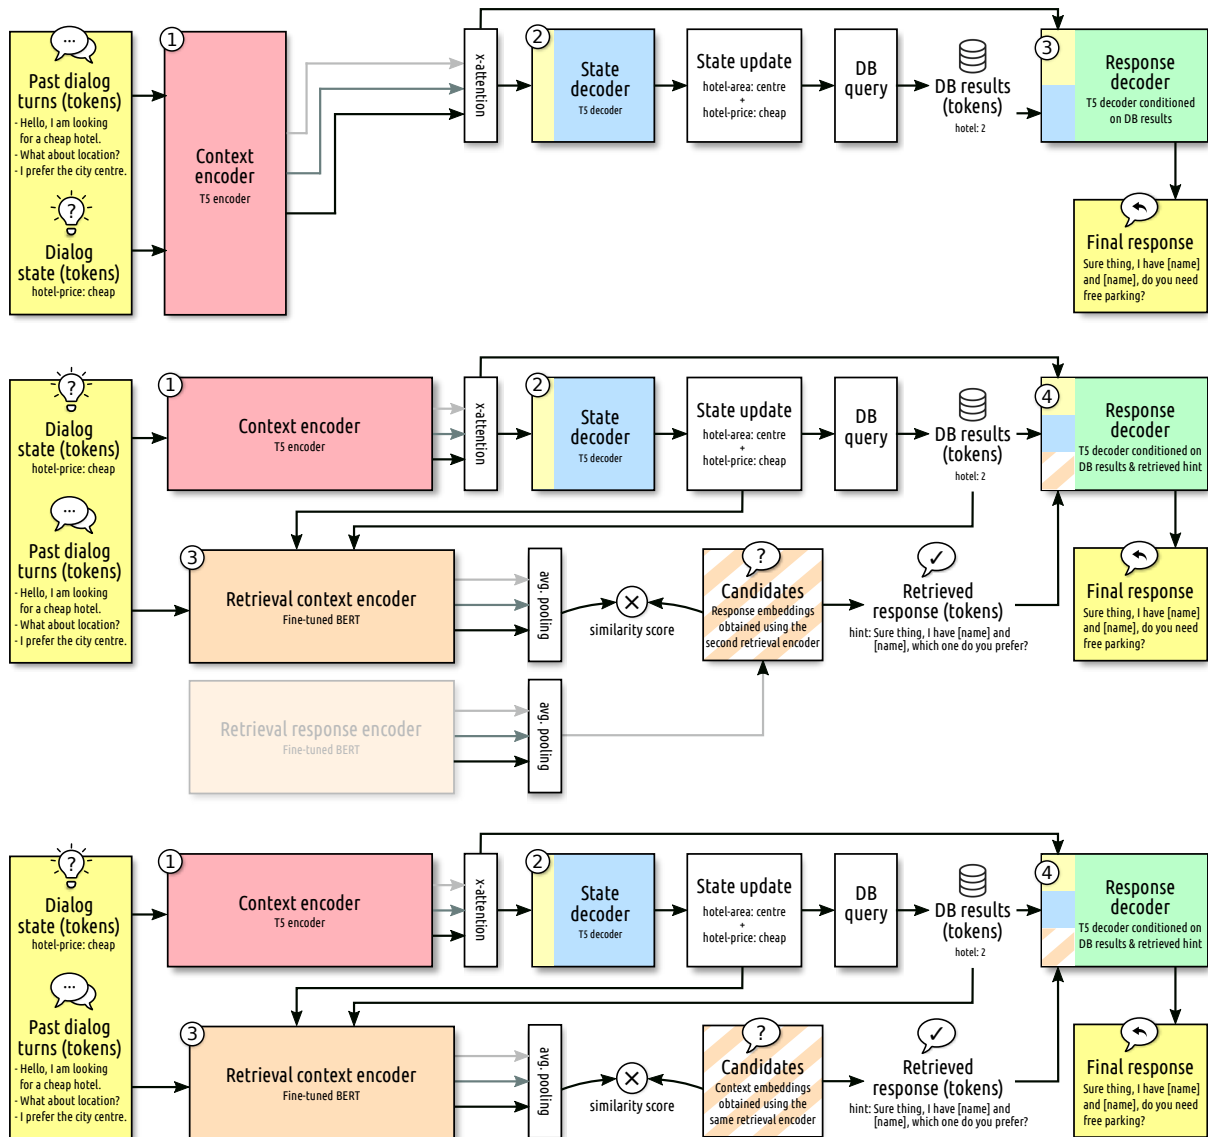 1
Past dialog
turns (tokens)
- Hello, I am looking
for a cheap hotel.
- What about location?
- I prefer the city centre.
?
Dialog
state (tokens)
hotel-price: cheap
Context
encoder
T5 encoder
x-attention
2
State
decoder
T5 decoder
State update
hotel-area: centre
+
hotel-price: cheap
DB
query
DB results
(tokens)
hotel: 2
3
Response
decoder
T5 decoder conditioned
on DB results
Final response
Sure thing, I have [name]
and [name], do you need
free parking?
?
Dialog
state (tokens)
hotel-price: cheap
Past dialog
turns (tokens)
- Hello, I am looking
for a cheap hotel.
- What about location?
- I prefer the city centre.
1
Context encoder
T5 encoder
x-attention
2
State
decoder
T5 decoder
State update
hotel-area: centre
+
hotel-price: cheap
DB
query
DB results
(tokens)
hotel: 2
4
Response
decoder
T5 decoder conditioned on
DB results & retrieved hint
3
Retrieval context encoder
Fine-tuned BERT
avg. pooling
×
similarity score
?
Candidates
Response embeddings
obtained using the
second retrieval encoder
✓
Retrieved
response (tokens)
hint: Sure thing, I have [name] and
[name], which one do you prefer?
Final response
Sure thing, I have [name]
and [name], do you need
free parking?
Retrieval response encoder
Fine-tuned BERT
avg. pooling
?
Dialog
state (tokens)
hotel-price: cheap
Past dialog
turns (tokens)
- Hello, I am looking
for a cheap hotel.
- What about location?
- I prefer the city centre.
1
Context encoder
T5 encoder
x-attention
2
State
decoder
T5 decoder
State update
hotel-area: centre
+
hotel-price: cheap
DB
query
DB results
(tokens)
hotel: 2
4
Response
decoder
T5 decoder conditioned on
DB results & retrieved hint
3
Retrieval context encoder
Fine-tuned BERT
avg. pooling
×
similarity score
?
Candidates
Context embeddings
obtained using the
same retrieval encoder
✓
Retrieved
response (tokens)
hint: Sure thing, I have [name] and
[name], which one do you prefer?
Final response
Sure thing, I have [name]
and [name], do you need
free parking?